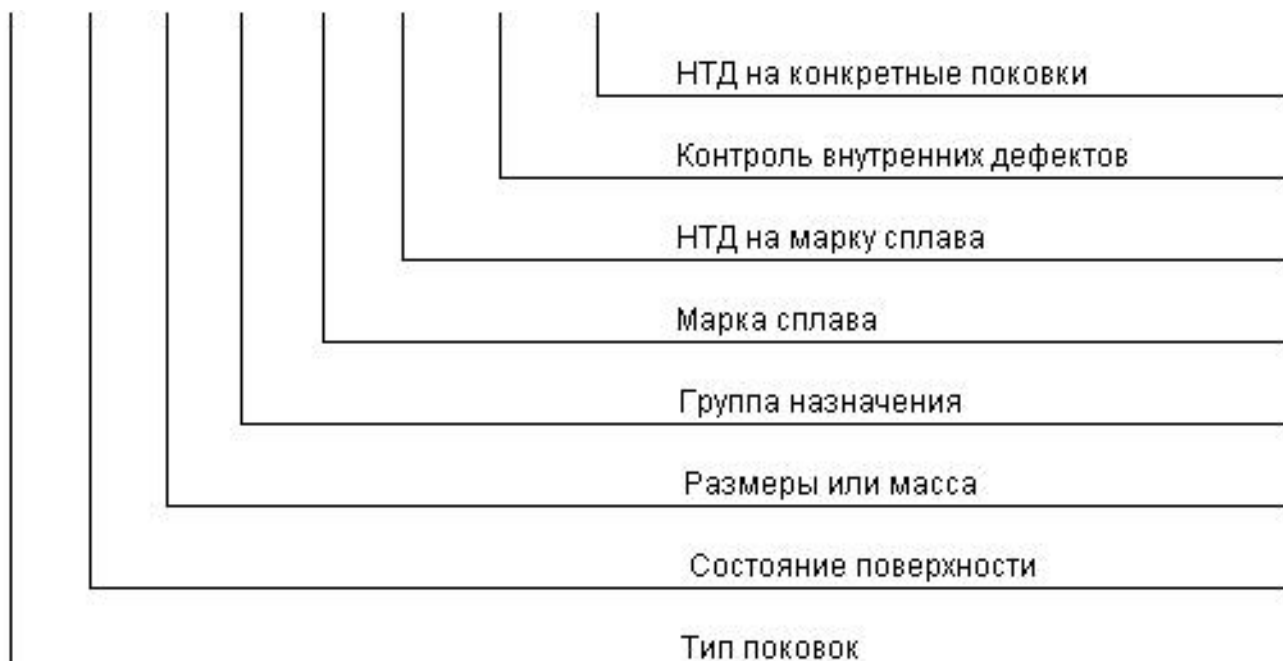 НТД на конкретные поковки
Контроль внутренних дефектов
НТД на марку сплава
Марка сплава
Группа назначения
Размеры или масса
Состояние поверхности
Тип поковок